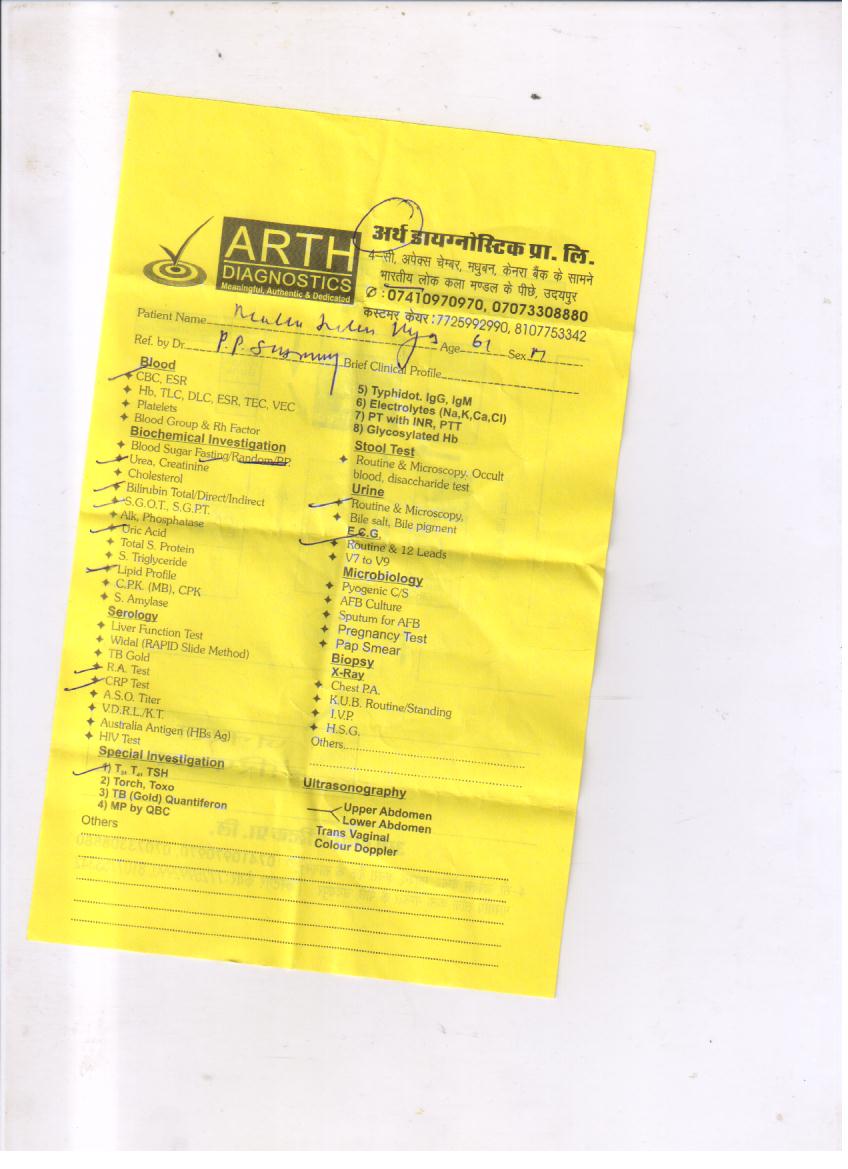 ARTH
DIAGNOSTICS
Meaningful, Authentic & Dedicated
अर्थ डायग्नोस्टिक प्रा. लि.
4–सी, अपेक्स चेम्बर, मधुबन, केनरा बैंक के सामने
भारतीय लोक कला मण्डल के पीछे, उदयपुर
✆ : 07410970970, 07073308880
कस्टमर केयर : 7725992990, 8107753342
Patient Name Age 61 Sex M
Ref. by Dr. P.P. Brief Clinical Profile
Blood
CBC, ESR
Hb, TLC, DLC, ESR, TEC, VEC
Platelets
Blood Group & Rh Factor
Biochemical Investigation
Blood Sugar Fasting/Random/P.P.
Urea, Creatinine
Cholesterol
Bilirubin Total/Direct/Indirect
S.G.O.T., S.G.P.T.
Alk, Phosphatase
Uric Acid
Total S. Protein
S. Triglyceride
Lipid Profile
C.P.K. (MB), CPK
S. Amylase
Serology
Liver Function Test
Widal (RAPID Slide Method)
TB Gold
R.A. Test
CRP Test
A.S.O. Titer
V.D.R.L./K.T.
Australia Antigen (HBs Ag)
HIV Test
Special Investigation
1) T3, T4, TSH
2) Torch, Toxo
3) TB (Gold) Quantiferon
4) MP by QBC
Others
5) Typhidot. IgG, IgM
6) Electrolytes (Na,K,Ca,Cl)
7) PT with INR, PTT
8) Glycosylated Hb
Stool Test
Routine & Microscopy, Occult
blood, disaccharide test
Urine
Routine & Microscopy,
Bile salt, Bile pigment
E.C.G.
Routine & 12 Leads
V7 to V9
Microbiology
Pyogenic C/S
AFB Culture
Sputum for AFB
Pregnancy Test
Pap Smear
Biopsy
X-Ray
Chest P.A.
K.U.B. Routine/Standing
I.V.P.
H.S.G.
Others
Ultrasonography
Upper Abdomen
Lower Abdomen
Trans Vaginal
Colour Doppler